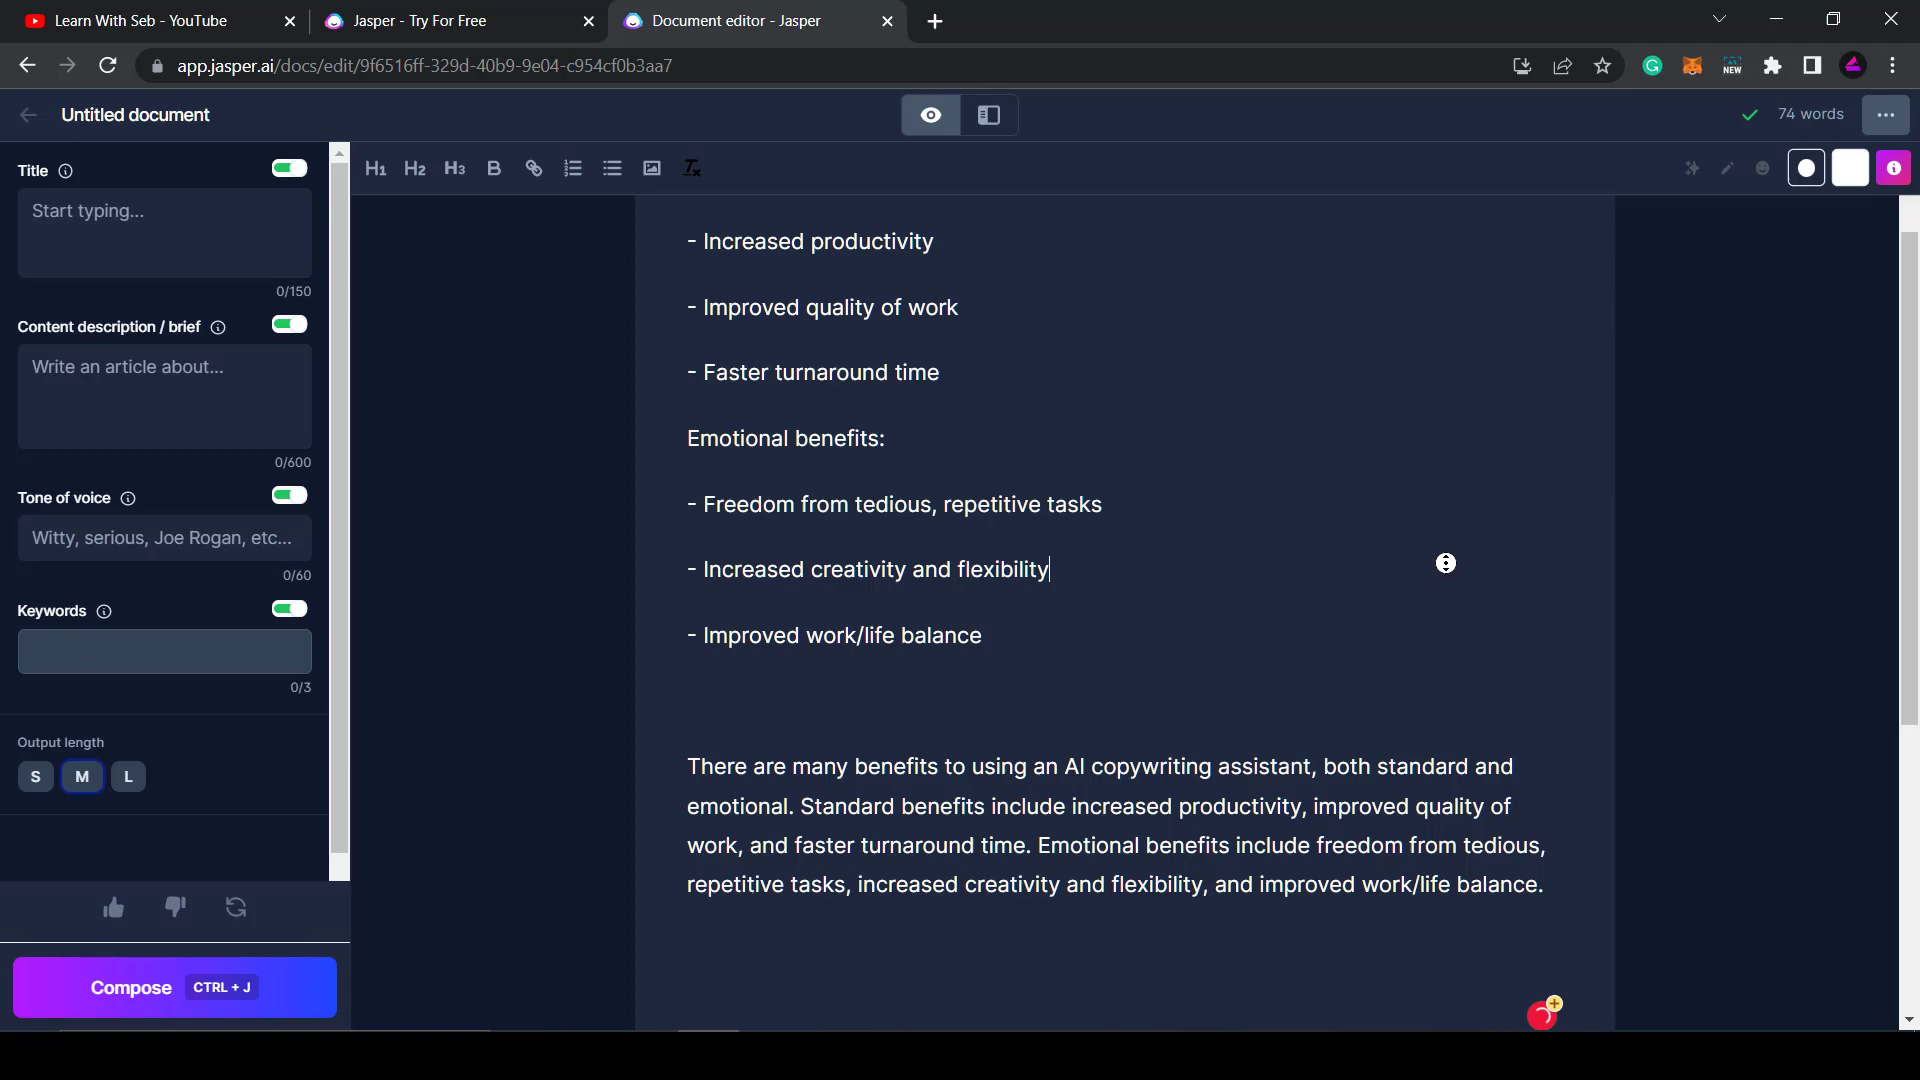 Learn With Seb - YouTube
Jasper - Try For Free
Document editor - Jasper
app.jasper.ai/docs/edit/9f6516ff-329d-40b9-9e04-c954cf0b3aa7
NEW
Untitled document
74 words
Title
H1 H2 H3 B
Start typing...
0/150
Content description / brief
Write an article about...
0/600
Tone of voice
Witty, serious, Joe Rogan, etc...
0/60
Keywords
0/3
Output length
S M L
Compose CTRL + J
- Increased productivity
- Improved quality of work
- Faster turnaround time
Emotional benefits:
- Freedom from tedious, repetitive tasks
- Increased creativity and flexibility
- Improved work/life balance
There are many benefits to using an AI copywriting assistant, both standard and
emotional. Standard benefits include increased productivity, improved quality of
work, and faster turnaround time. Emotional benefits include freedom from tedious,
repetitive tasks, increased creativity and flexibility, and improved work/life balance.